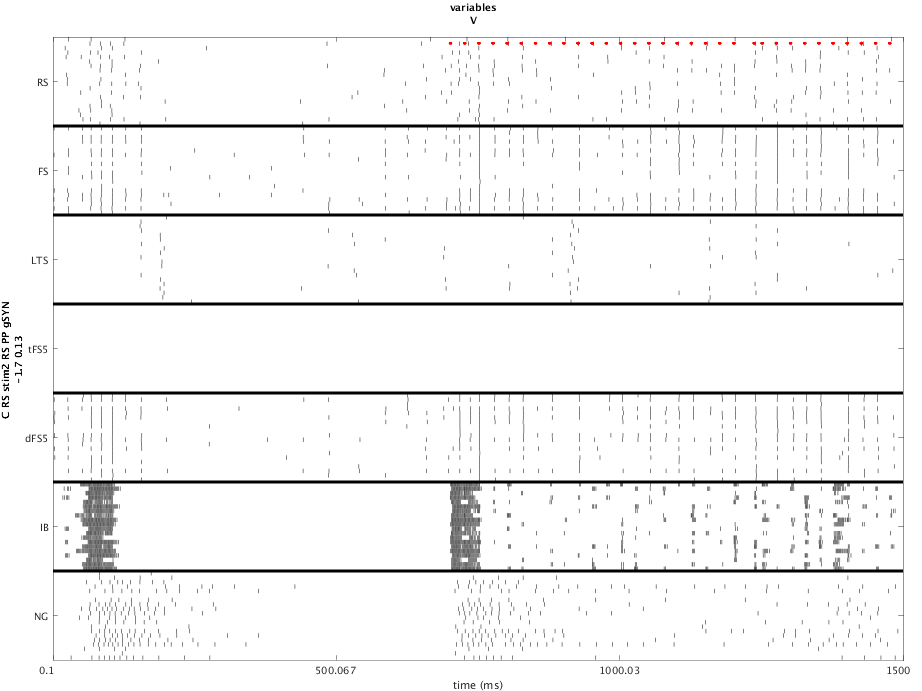 variables
V
RS
FS
LTS
tFS5
dFS5
IB
NG
C RS stim2 RS PP gSYN
-1.7 0.13
0.1
500.067
1000.03
1500
time (ms)